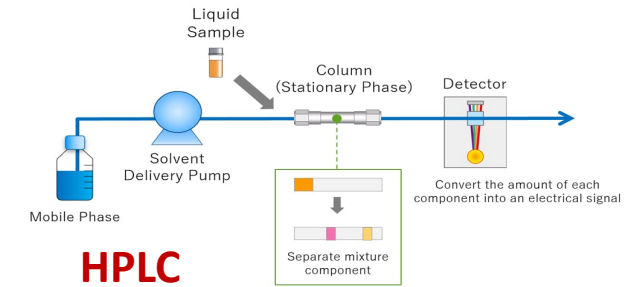 Liquid
Sample
Column
(Stationary Phase)
Detector
Solvent
Delivery Pump
Mobile Phase
Convert the amount of each
component into an electrical signal
Separate mixture
component
HPLC